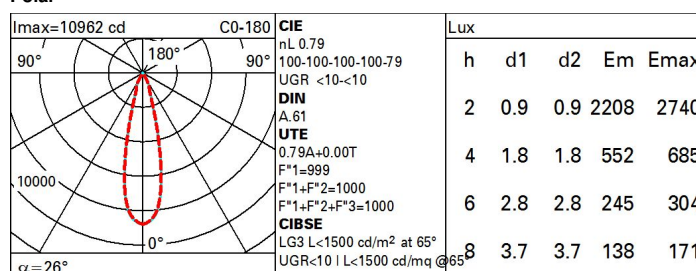 Imax=10962 cd C0-180
90° 180° 90°
10000
0°
α=26°
CIE
nL 0.79
100-100-100-100-79
UGR <10-<10
DIN
A.61
UTE
0.79A+0.00T
F"1=999
F"1+F"2=1000
F"1+F"2+F"3=1000
CIBSE
LG3 L<1500 cd/m² at 65°
UGR<10 | L<1500 cd/mq @65°
Lux
h d1 d2 Em Emax
2 0.9 0.9 2208 2740
4 1.8 1.8 552 685
6 2.8 2.8 245 304
8 3.7 3.7 138 171